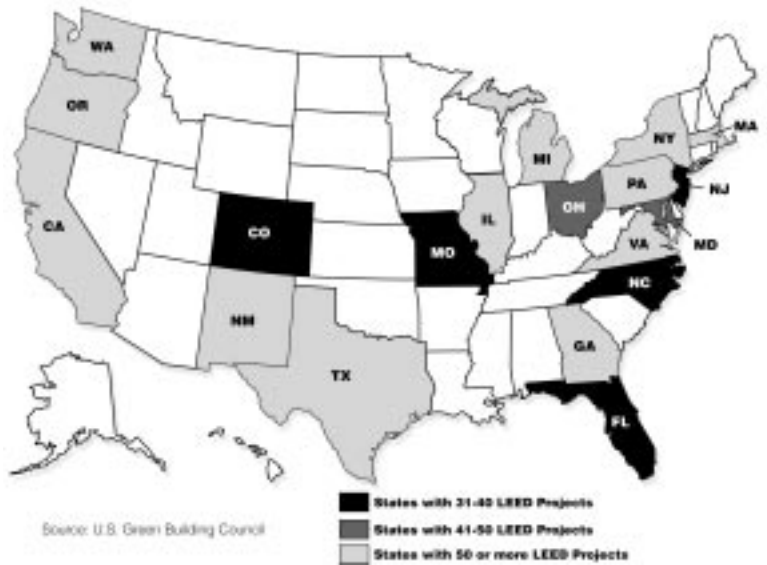 WA
OR
CA
CO
NM
TX
MO
IL
MI
OH
GA
FL
NC
VA
PA
NY
MA
NJ
MD
States with 31-40 LEED Projects
States with 41-50 LEED Projects
States with 50 or more LEED Projects
Source: U.S. Green Building Council